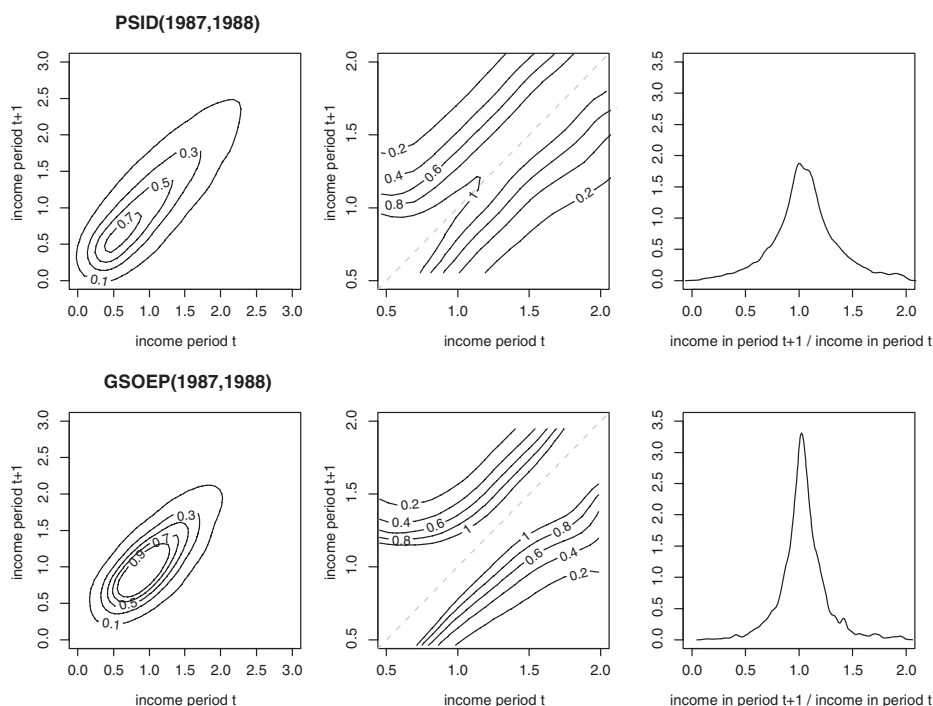 PSID(1987,1988)
income period t+1
0.0 0.5 1.0 1.5 2.0 2.5 3.0
0.3
0.5
0.7
0.1
0.0 0.5 1.0 1.5 2.0 2.5 3.0
income period t
income period t+1
0.5 1.0 1.5 2.0
0.2
0.4
0.6
0.8
1
0.2
0.5 1.0 1.5 2.0
income period t
0.0 0.5 1.0 1.5 2.0 2.5 3.0 3.5
0.0 0.5 1.0 1.5 2.0
income in period t+1 / income in period t
GSOEP(1987,1988)
income period t+1
0.0 0.5 1.0 1.5 2.0 2.5 3.0
0.3
0.7
0.9
0.5
0.1
0.0 0.5 1.0 1.5 2.0 2.5 3.0
income period t
income period t+1
0.5 1.0 1.5 2.0
0.2
0.4
0.6
0.8
1
1
0.8
0.6
0.4
0.2
0.5 1.0 1.5 2.0
income period t
0.0 0.5 1.0 1.5 2.0 2.5 3.0 3.5
0.0 0.5 1.0 1.5 2.0
income in period t+1 / income in period t